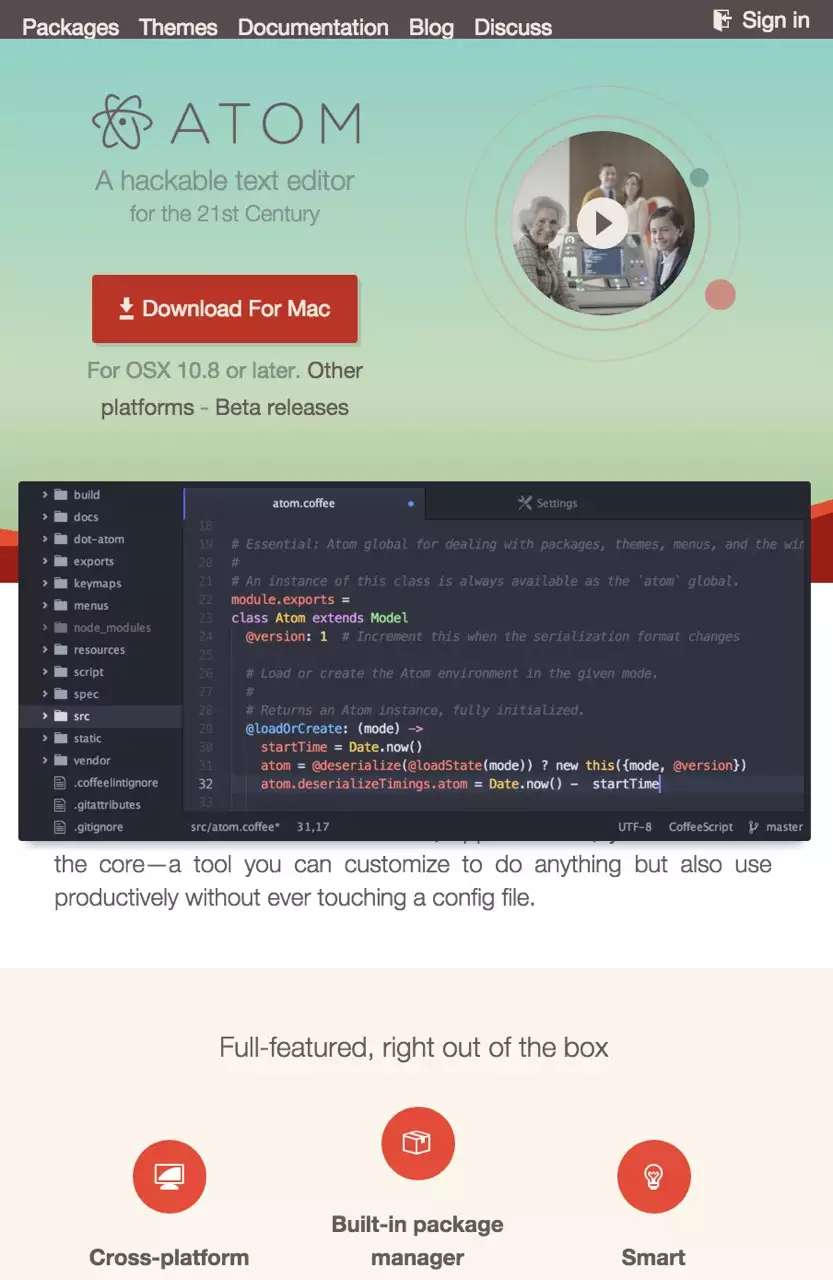 Packages Themes Documentation Blog Discuss Sign in
ATOM
A hackable text editor
for the 21st Century
Download For Mac
For OSX 10.8 or later. Other
platforms - Beta releases
build
docs
dot-atom
exports
keymaps
menus
node_modules
resources
script
spec
src
static
vendor
.coffeelintignore
.gitattributes
.gitignore
atom.coffee
Settings
18
19 # Essential: Atom global for dealing with packages, themes, menus, and the win
20 #
21 # An instance of this class is always available as the `atom` global.
22 module.exports =
23 class Atom extends Model
24 @version: 1 # Increment this when the serialization format changes
25
26 # Load or create the Atom environment in the given mode.
27 #
28 # Returns an Atom instance, fully initialized.
29 @loadOrCreate: (mode) ->
30 startTime = Date.now()
31 atom = @deserialize(@loadState(mode)) ? new this({mode, @version})
32 atom.deserializeTimings.atom = Date.now() - startTime
33
src/atom.coffee* 31,17 UTF-8 CoffeeScript master
the core—a tool you can customize to do anything but also use
productively without ever touching a config file.
Full-featured, right out of the box
Cross-platform
Built-in package
manager
Smart